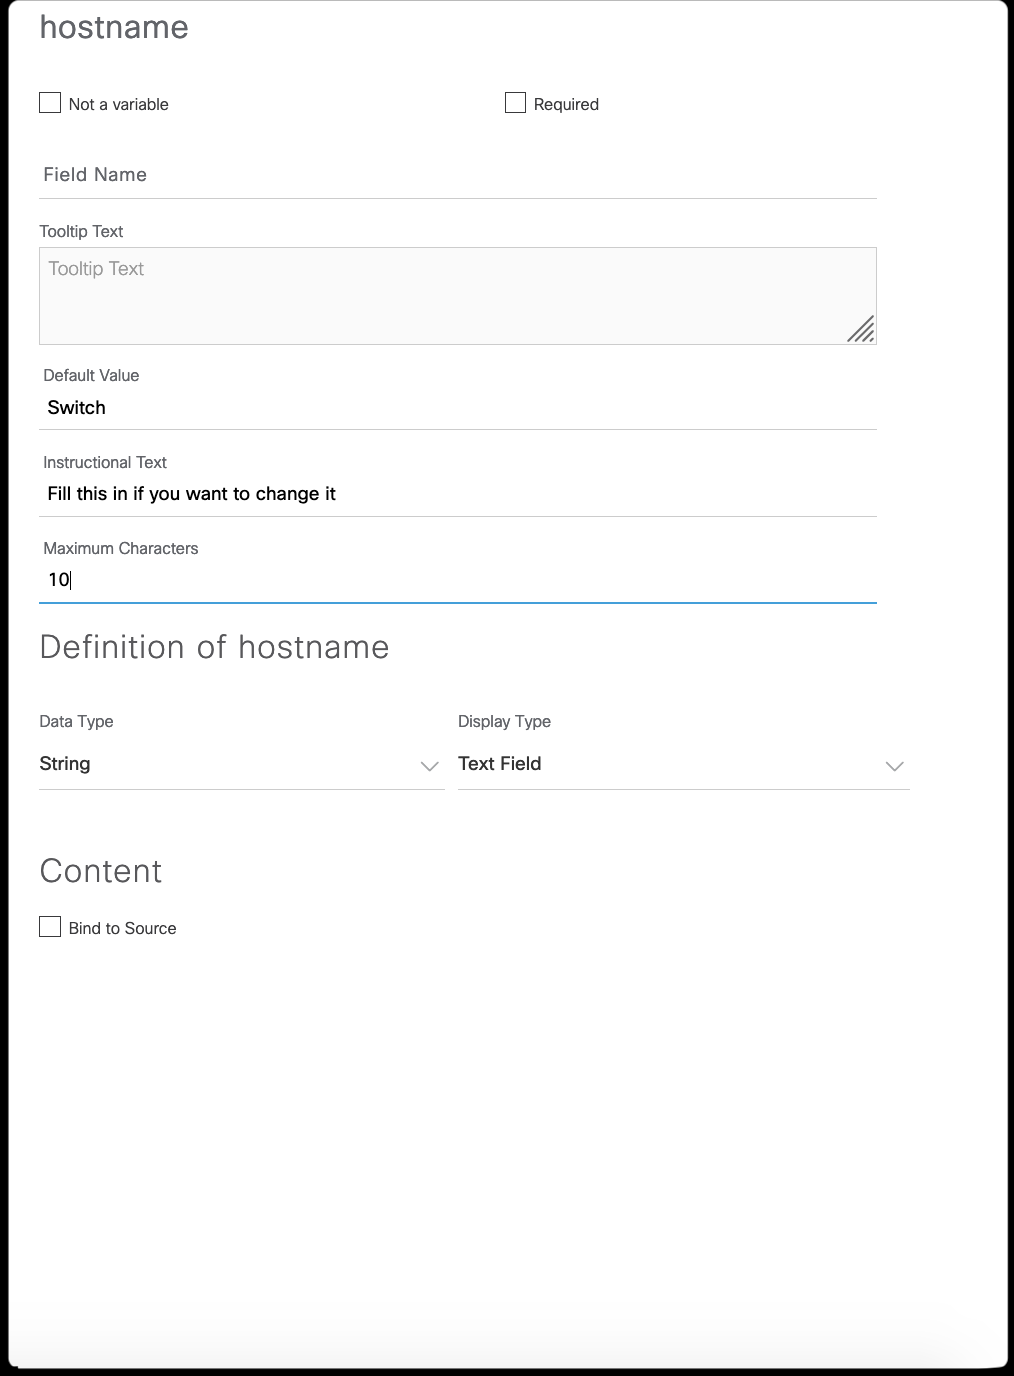 hostname
Not a variable
Required
Field Name
Tooltip Text
Tooltip Text
Default Value
Switch
Instructional Text
Fill this in if you want to change it
Maximum Characters
10
Definition of hostname
Data Type
Display Type
String
Text Field
Content
Bind to Source